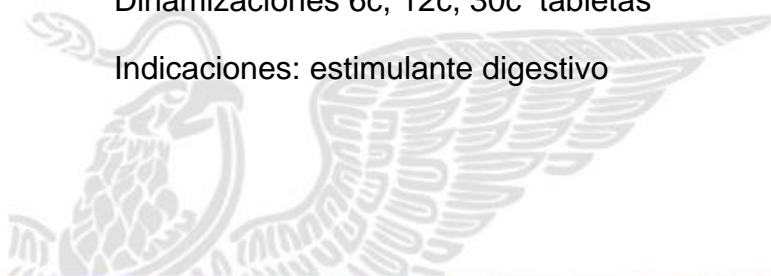 Dinamizaciones 6c, 12c, 30c tabletas
Indicaciones: estimulante digestivo